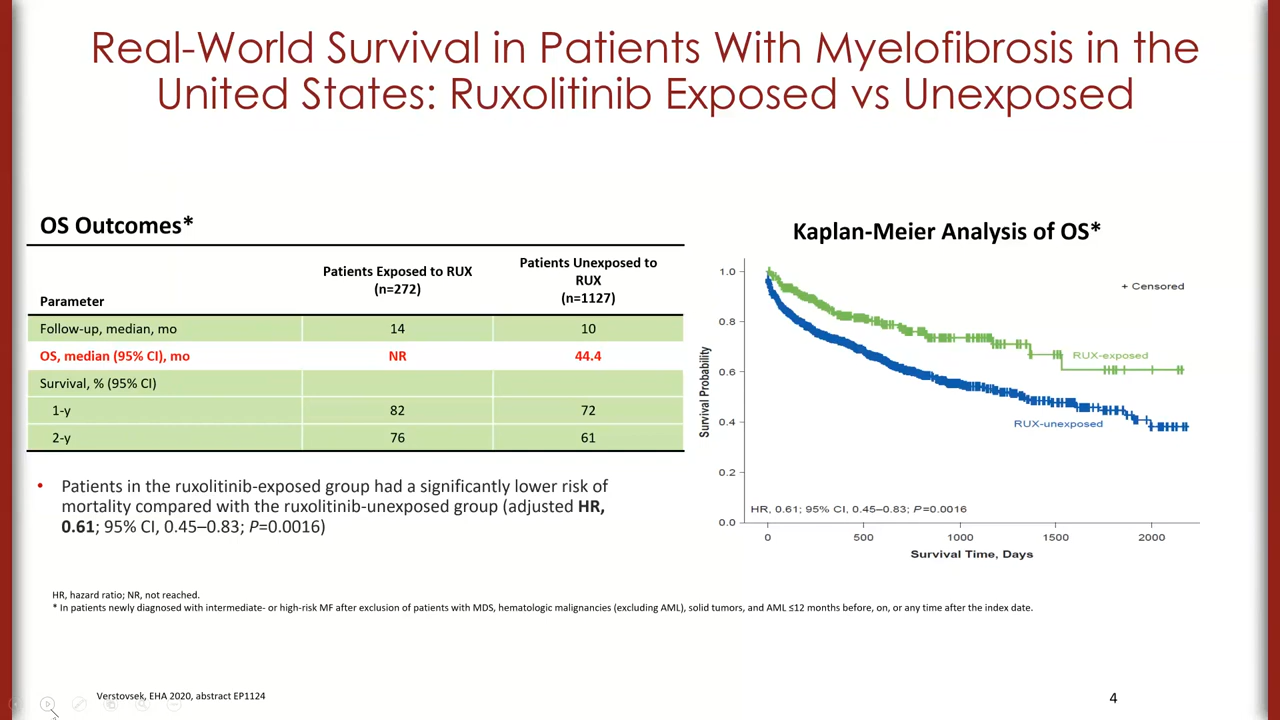 Real-World Survival in Patients With Myelofibrosis in the
United States: Ruxolitinib Exposed vs Unexposed
OS Outcomes*
Parameter
Patients Exposed to RUX
(n=272)
Patients Unexposed to
RUX
(n=1127)
Follow-up, median, mo 14 10
OS, median (95% CI), mo NR 44.4
Survival, % (95% CI)
1-y 82 72
2-y 76 61
• Patients in the ruxolitinib-exposed group had a significantly lower risk of
mortality compared with the ruxolitinib-unexposed group (adjusted HR,
0.61; 95% CI, 0.45–0.83; P=0.0016)
Kaplan-Meier Analysis of OS*
Survival Probability
1.0
0.8
0.6
0.4
0.2
0.0
+ Censored
RUX-exposed
RUX-unexposed
HR, 0.61; 95% CI, 0.45–0.83; P=0.0016
0 500 1000 1500 2000
Survival Time, Days
HR, hazard ratio; NR, not reached.
* In patients newly diagnosed with intermediate- or high-risk MF after exclusion of patients with MDS, hematologic malignancies (excluding AML), solid tumors, and AML ≤12 months before, on, or any time after the index date.
Verstovsek, EHA 2020, abstract EP1124
4